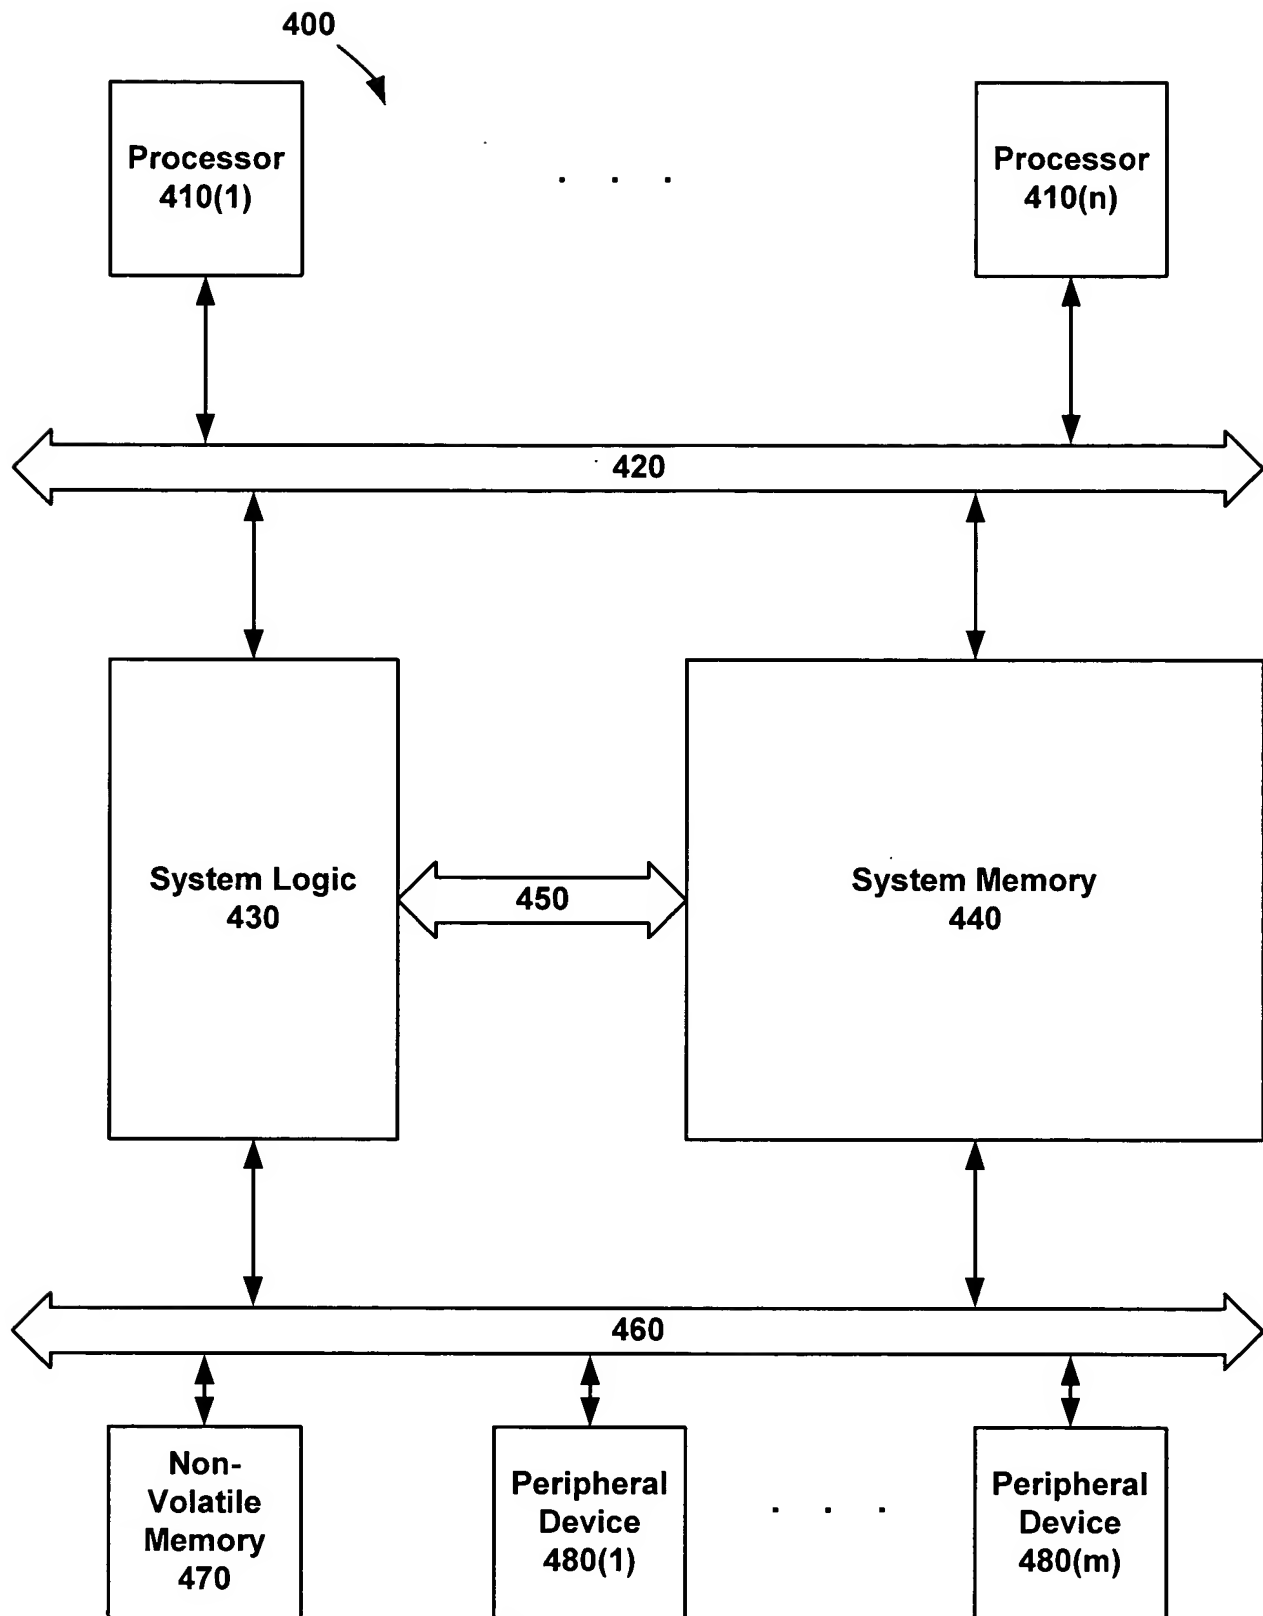 400
Processor
410(1)
. . .
Processor
410(n)
420
System Logic
430
450
System Memory
440
460
Non-
Volatile
Memory
470
Peripheral
Device
480(1)
. . .
Peripheral
Device
480(m)